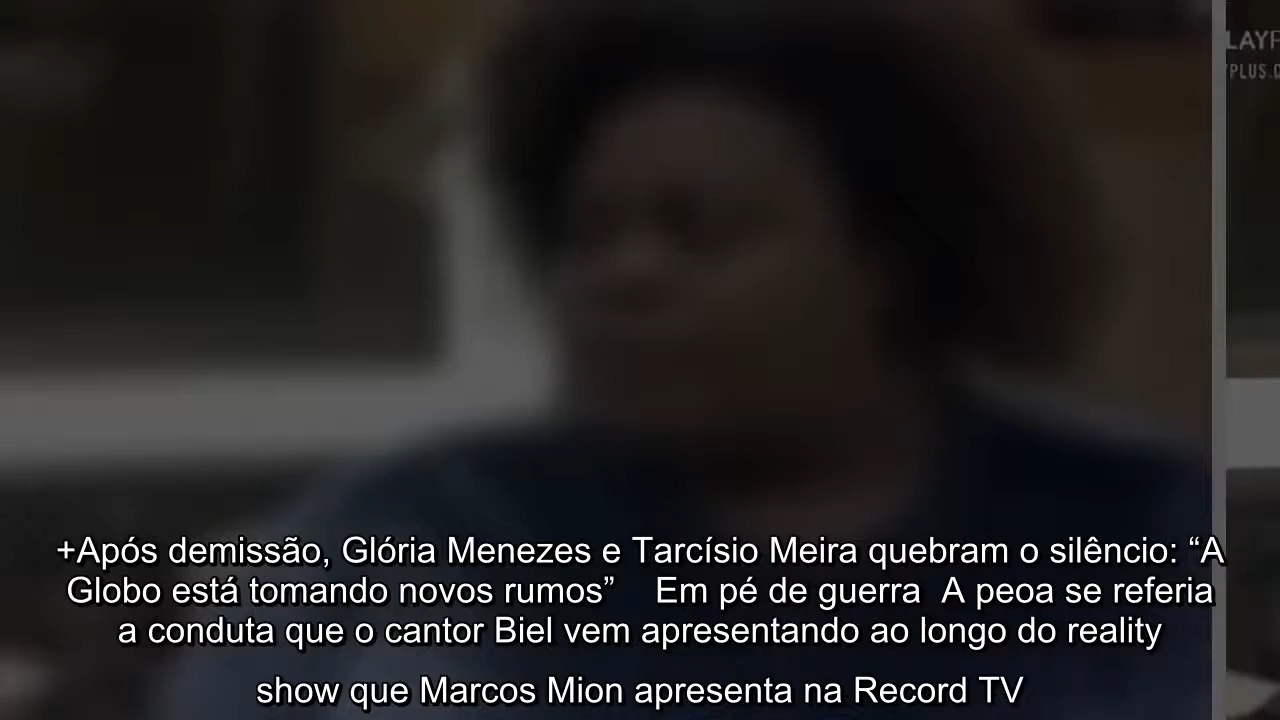 LAYP
PLUS.C
+Após demissão, Glória Menezes e Tarcísio Meira quebram o silêncio: “A
Globo está tomando novos rumos” Em pé de guerra A peoa se referia
a conduta que o cantor Biel vem apresentando ao longo do reality
show que Marcos Mion apresenta na Record TV